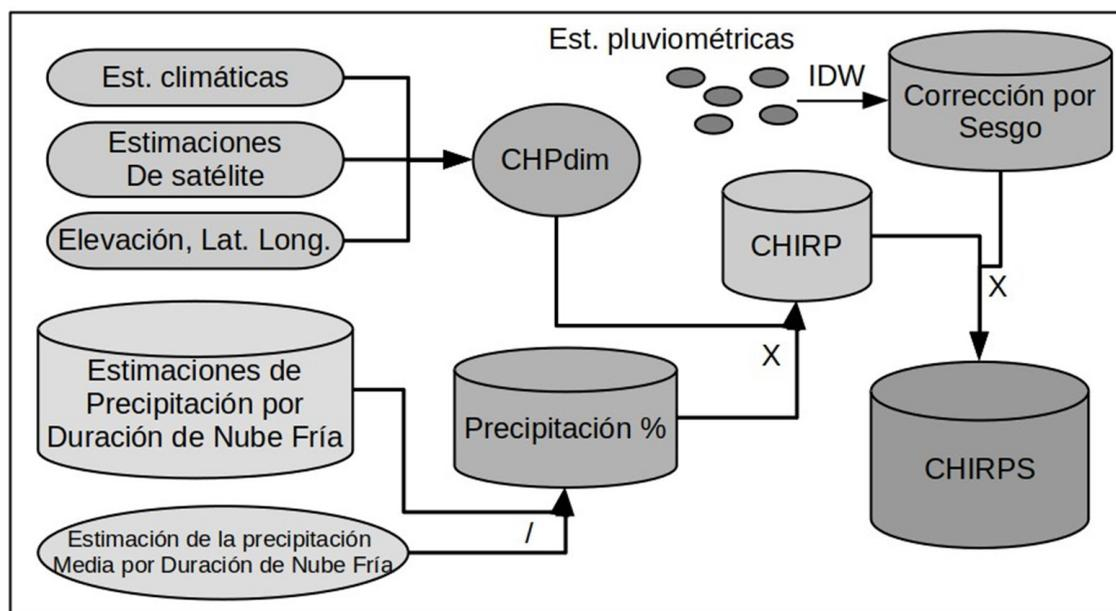 Est. climáticas
Estimaciones
De satélite
Elevación, Lat. Long.
CHPdim
Est. pluviométricas
IDW
Corrección por
Sesgo
CHIRP
X
X
Estimaciones de
Precipitación por
Duración de Nube Fría
Precipitación %
CHIRPS
Estimación de la precipitación
Media por Duración de Nube Fría
/